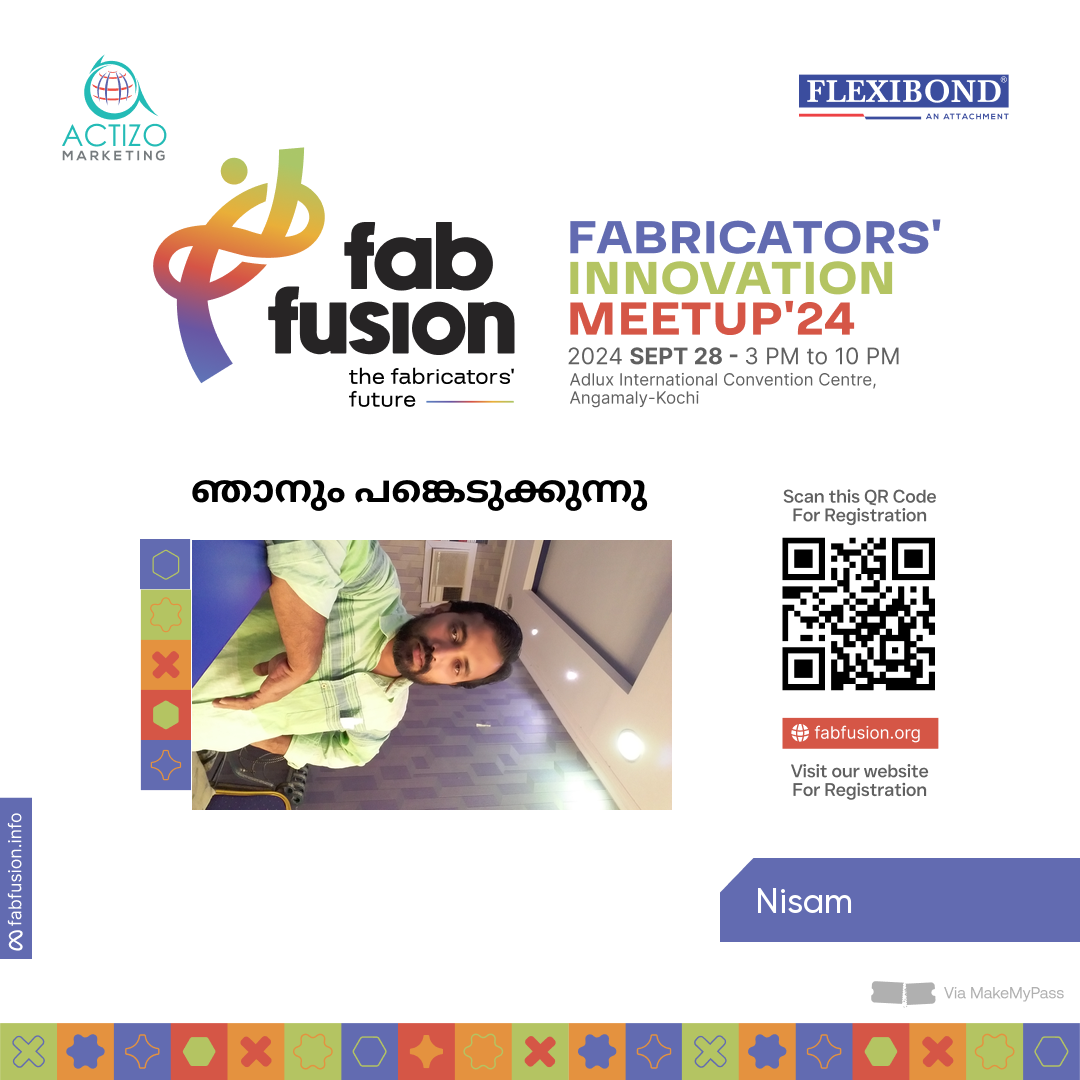 ACTIZO
MARKETING
FLEXIBOND®
AN ATTACHMENT
fab
fusion
the fabricators'
future
FABRICATORS'
INNOVATION
MEETUP'24
2024 SEPT 28 - 3 PM to 10 PM
Adlux International Convention Centre,
Angamaly-Kochi
ഞാനും പങ്കെടുക്കുന്നു
Scan this QR Code
For Registration
fabfusion.org
Visit our website
For Registration
fabfusion.info
Nisam
Via MakeMyPass